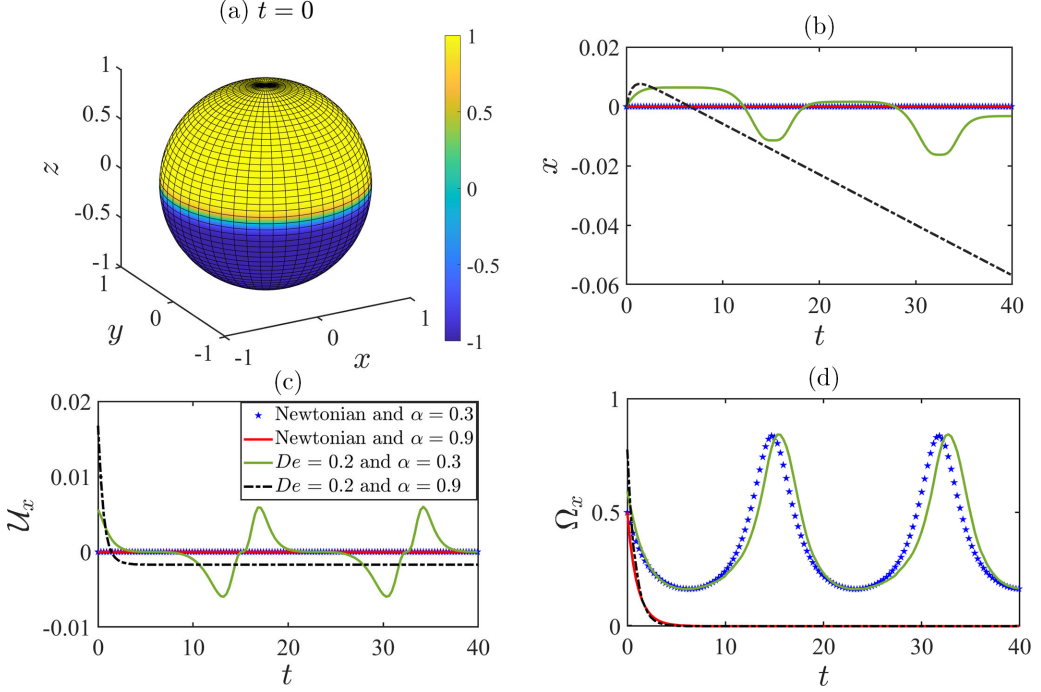 (a) t = 0
1
0.5
0
-0.5
-1
z
1
0
-1
y
-1
0
1
x
1
0.5
0
-0.5
-1
(b)
0.02
0
-0.02
-0.04
-0.06
x
0
10
20
30
40
t
(c)
0.02
0.01
0
-0.01
𝒰ₓ
0
10
20
30
40
t
Newtonian and α = 0.3
Newtonian and α = 0.9
De = 0.2 and α = 0.3
De = 0.2 and α = 0.9
(d)
1
0.5
0
Ωₓ
0
10
20
30
40
t